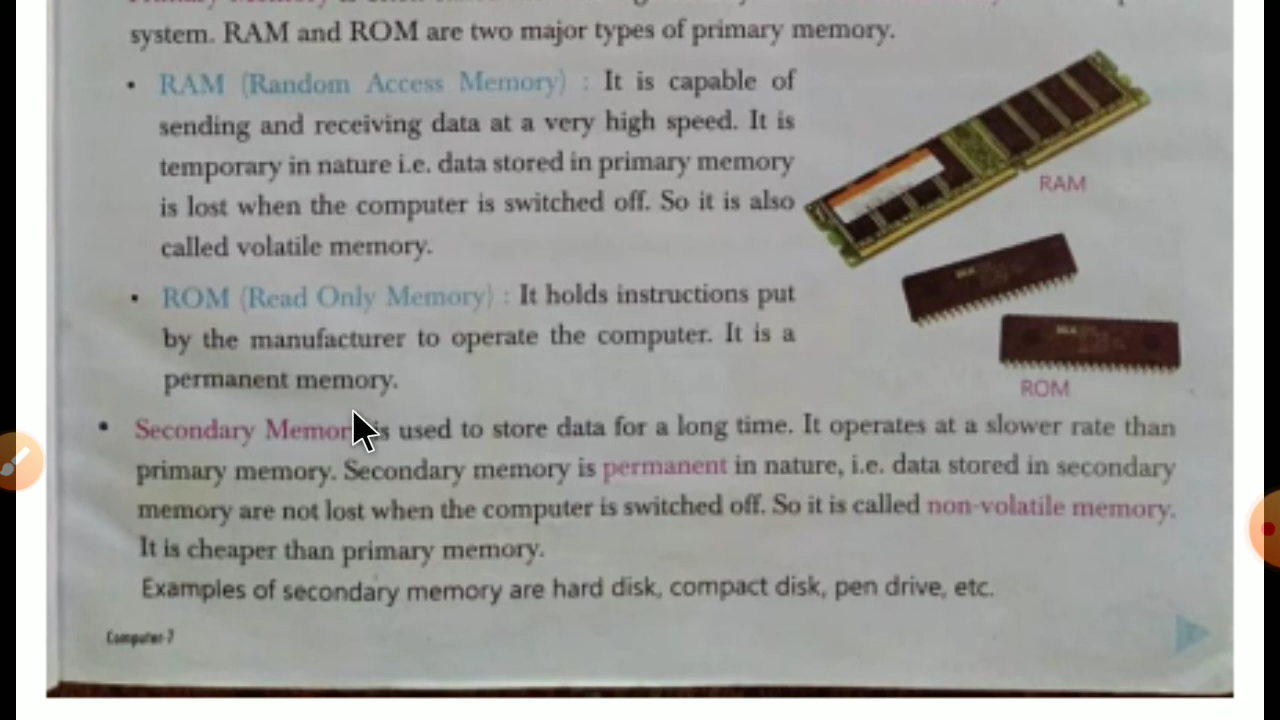 system. RAM and ROM are two major types of primary memory.
• RAM (Random Access Memory) : It is capable of
sending and receiving data at a very high speed. It is
temporary in nature i.e. data stored in primary memory
is lost when the computer is switched off. So it is also
called volatile memory.
RAM
• ROM (Read Only Memory) : It holds instructions put
by the manufacturer to operate the computer. It is a
permanent memory.
ROM
• Secondary Memory is used to store data for a long time. It operates at a slower rate than
primary memory. Secondary memory is permanent in nature, i.e. data stored in secondary
memory are not lost when the computer is switched off. So it is called non-volatile memory.
It is cheaper than primary memory.
Examples of secondary memory are hard disk, compact disk, pen drive, etc.
Computer-7